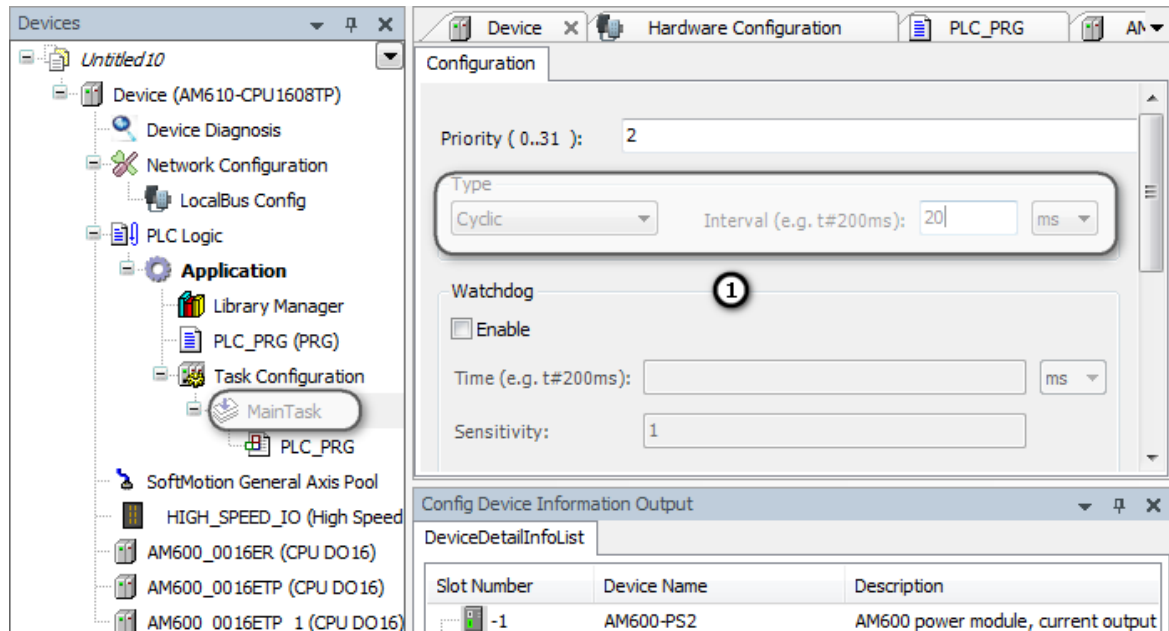 Devices
Untitled10
Device (AM610-CPU1608TP)
Device Diagnosis
Network Configuration
LocalBus Config
PLC Logic
Application
Library Manager
PLC_PRG (PRG)
Task Configuration
MainTask
PLC_PRG
SoftMotion General Axis Pool
HIGH_SPEED_IO (High Speed
AM600_0016ER (CPU DO16)
AM600_0016ETP (CPU DO16)
AM600_0016ETP_1 (CPU DO16)
Device Hardware Configuration PLC_PRG AM
Configuration
Priority ( 0..31 ): 2
Type
Cyclic Interval (e.g. t#200ms): 20 ms
1
Watchdog
Enable
Time (e.g. t#200ms): ms
Sensitivity: 1
Config Device Information Output
DeviceDetailInfoList
Slot Number Device Name Description
-1 AM600-PS2 AM600 power module, current output